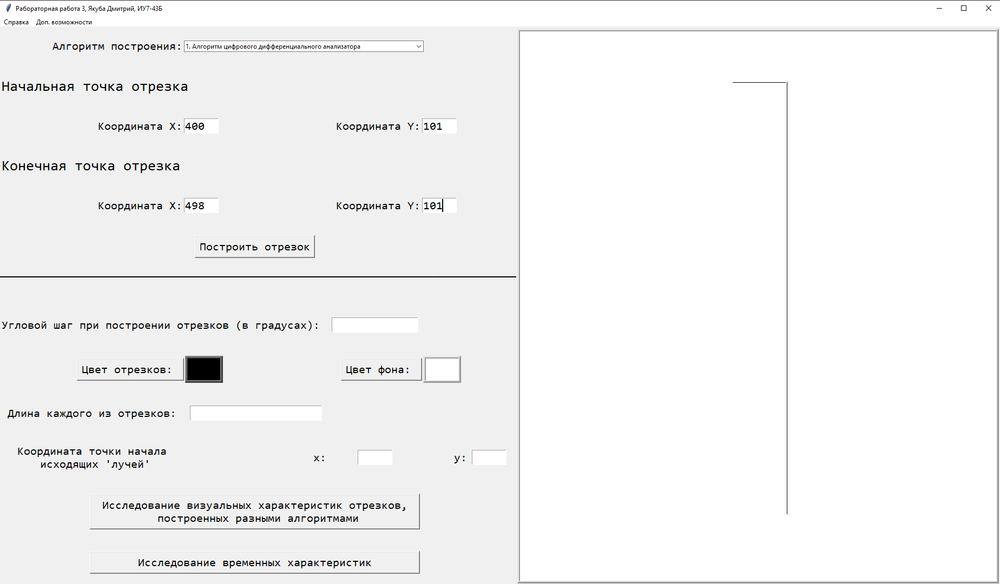 Рабораторная работа 3, Якуба Дмитрий, ИУ7-43Б
Справка Доп. возможности
Алгоритм построения: 1. Алгоритм цифрового дифференциального анализатора
Начальная точка отрезка
Координата X: 400 Координата Y: 101
Конечная точка отрезка
Координата X: 498 Координата Y: 101
Построить отрезок
Угловой шаг при построении отрезков (в градусах):
Цвет отрезков: Цвет фона:
Длина каждого из отрезков:
Координата точки начала
исходящих 'лучей'
x: y:
Исследование визуальных характеристик отрезков,
построенных разными алгоритмами
Исследование временных характеристик